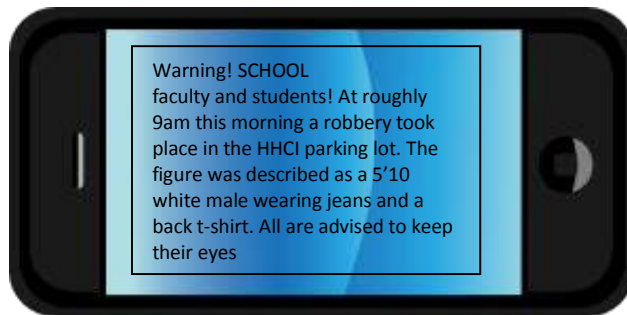 Warning! SCHOOL
faculty and students! At roughly
9am this morning a robbery took
place in the HHCI parking lot. The
figure was described as a 5’10
white male wearing jeans and a
back t-shirt. All are advised to keep
their eyes